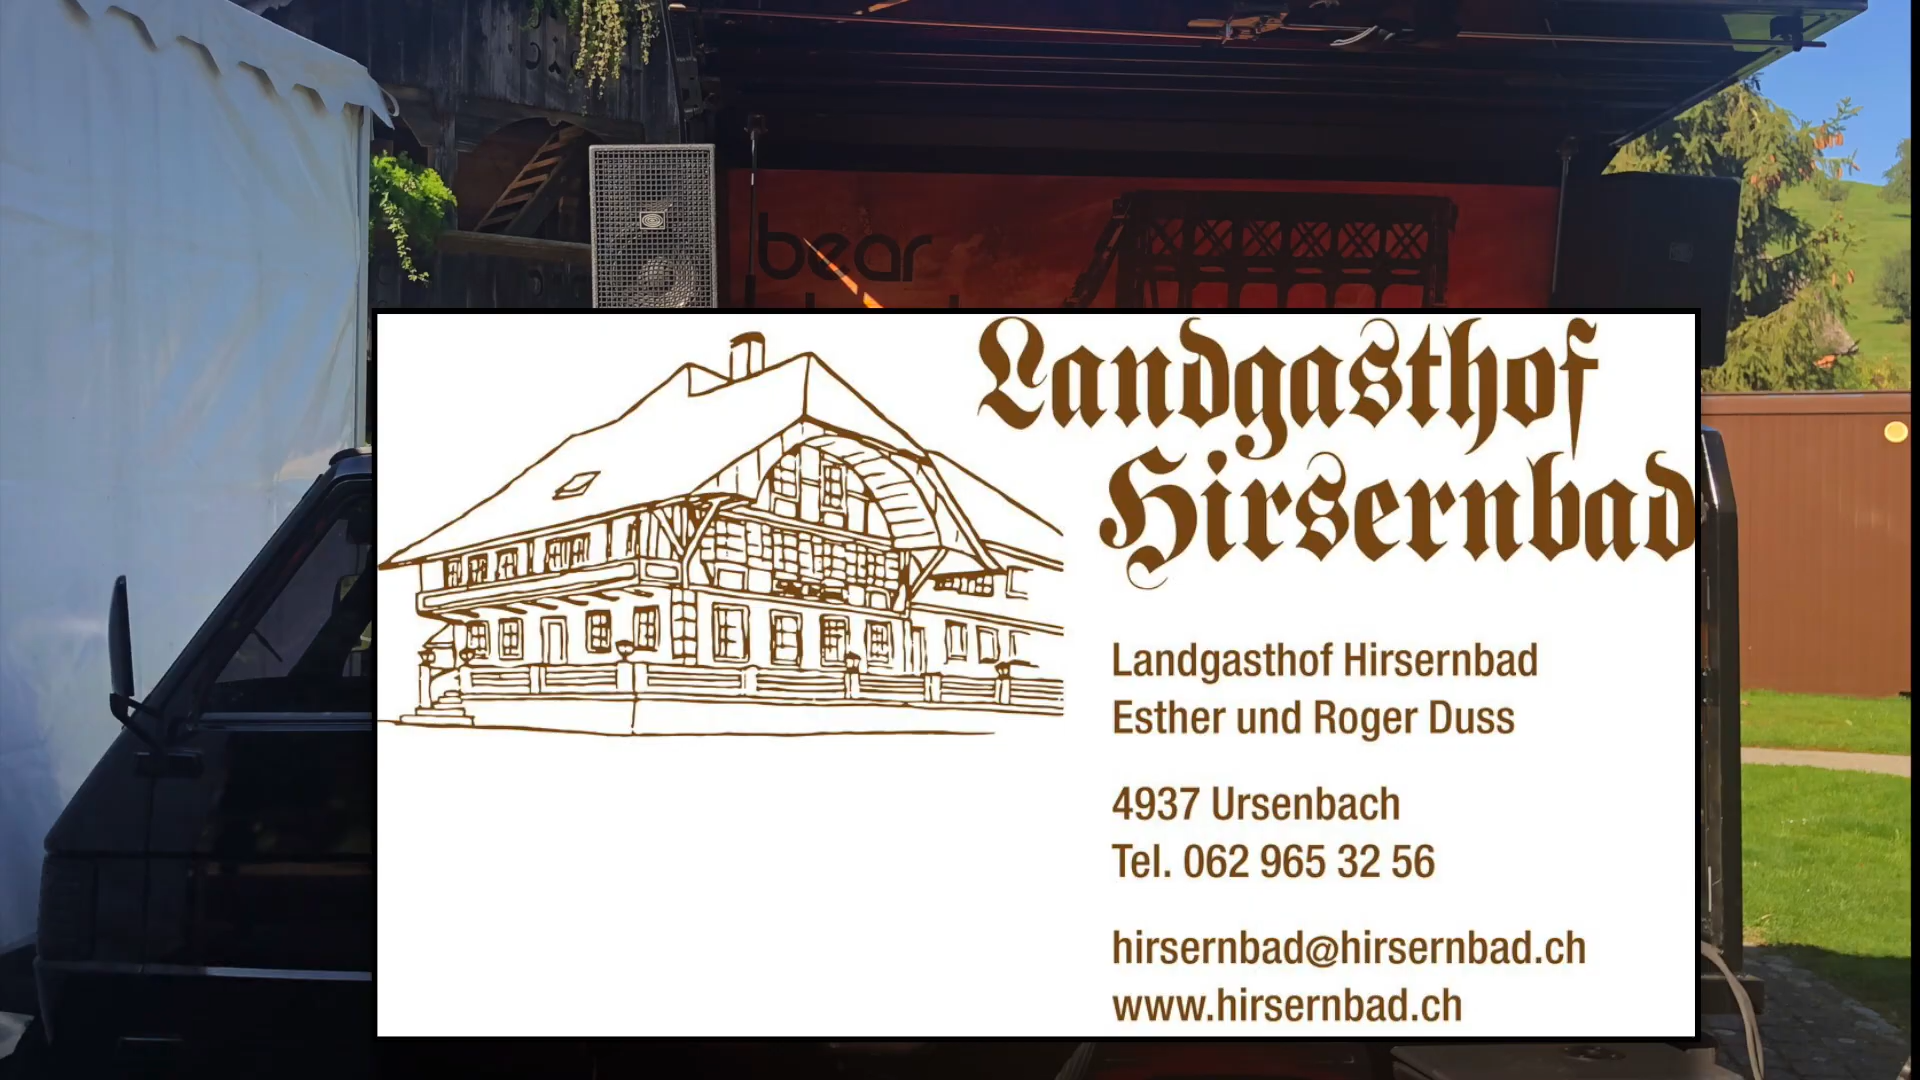 bear
Landgasthof
Hirsernbad
Landgasthof Hirsernbad
Esther und Roger Duss
4937 Ursenbach
Tel. 062 965 32 56
hirsernbad@hirsernbad.ch
www.hirsernbad.ch